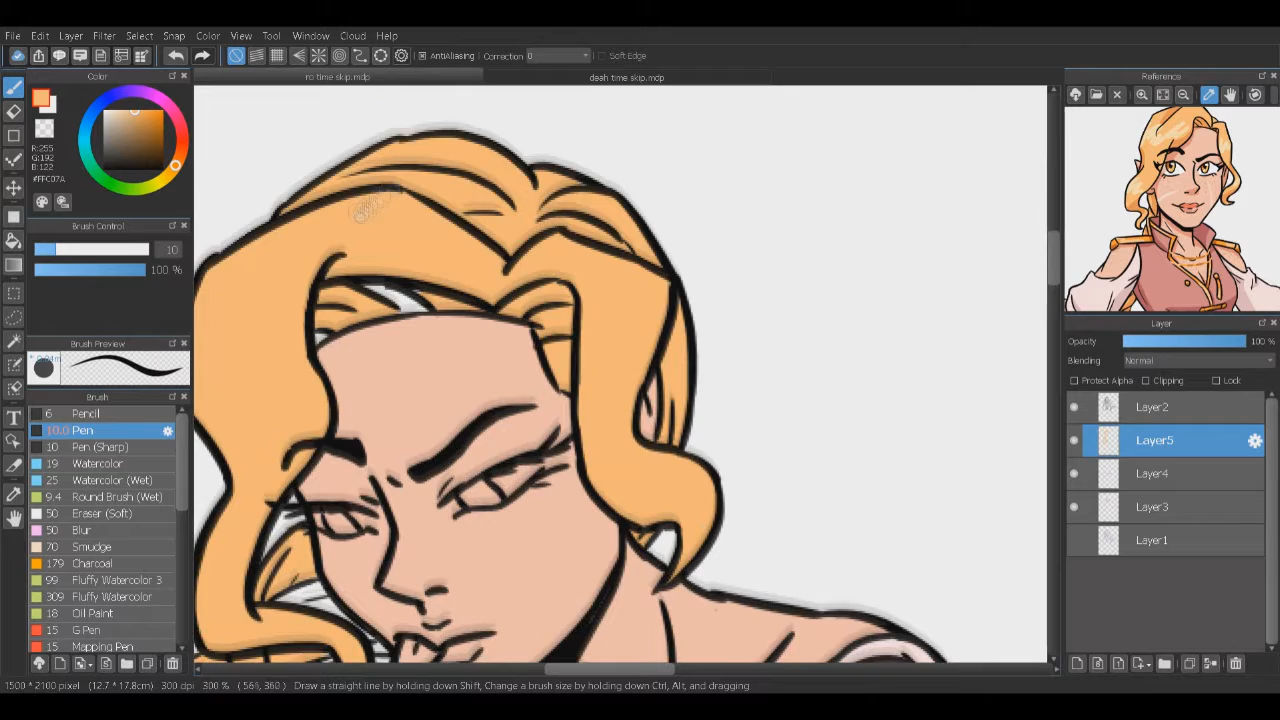 File Edit Layer Filter Select Snap Color View Tool Window Cloud Help
AntiAliasing Correction 0 Soft Edge
Color
ro time skip.mdp
deah time skip.mdp
Reference
R:255
G:192
B:122
#FFC07A
Brush Control
10
100 %
Brush Preview
Brush
6 Pencil
10.0 Pen
10 Pen (Sharp)
19 Watercolor
25 Watercolor (Wet)
9.4 Round Brush (Wet)
50 Eraser (Soft)
50 Blur
70 Smudge
179 Charcoal
99 Fluffy Watercolor 3
309 Fluffy Watercolor
18 Oil Paint
15 G Pen
15 Mapping Pen
Layer
Opacity 100 %
Blending Normal
Protect Alpha Clipping Lock
Layer2
Layer5
Layer4
Layer3
Layer1
1500 * 2100 pixel (12.7 * 17.8cm) 300 dpi 300 % (566, 360) Draw a straight line by holding down Shift, Change a brush size by holding down Ctrl, Alt, and dragging